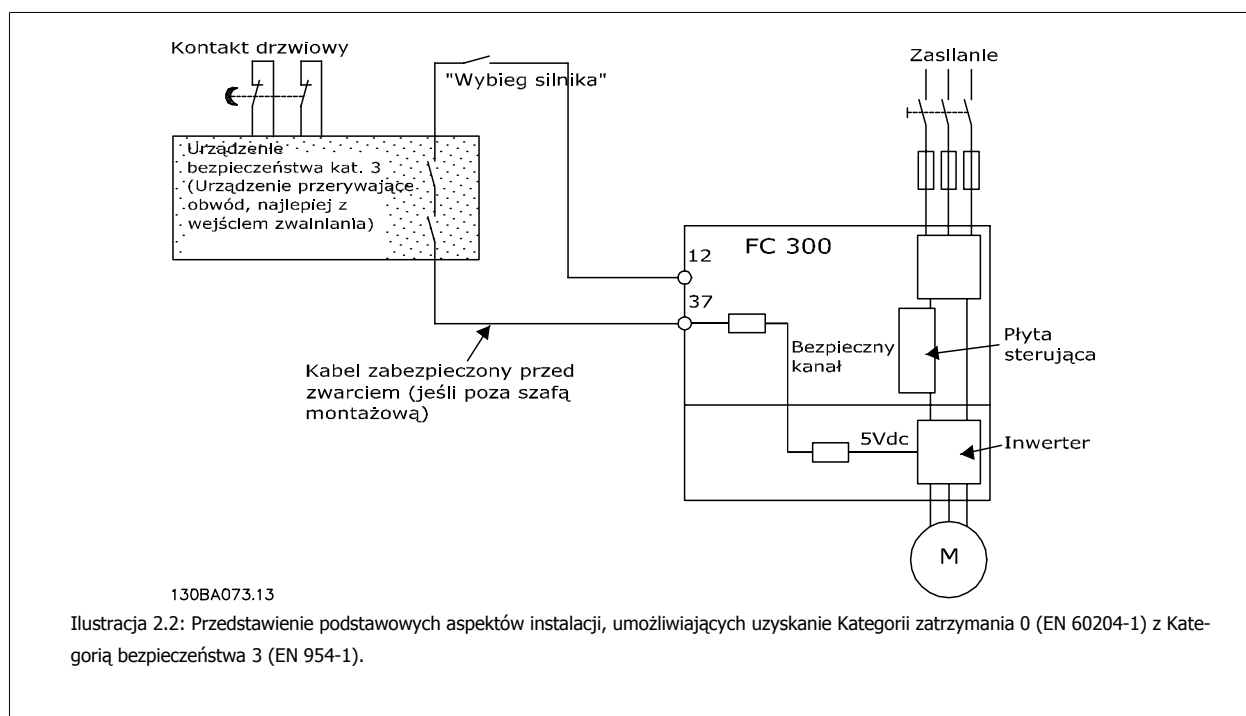 Kontakt drzwiowy
"Wybieg silnika"
Zasilanie
Urządzenie
bezpieczeństwa kat. 3
(Urządzenie przerywające
obwód, najlepiej z
wejściem zwalniania)
FC 300
12
37
Bezpieczny
kanał
Płyta
sterująca
Kabel zabezpieczony przed
zwarciem (jeśli poza szafą
montażową)
5Vdc
Inwerter
M
130BA073.13
Ilustracja 2.2: Przedstawienie podstawowych aspektów instalacji, umożliwiających uzyskanie Kategorii zatrzymania 0 (EN 60204-1) z Kate-
gorią bezpieczeństwa 3 (EN 954-1).